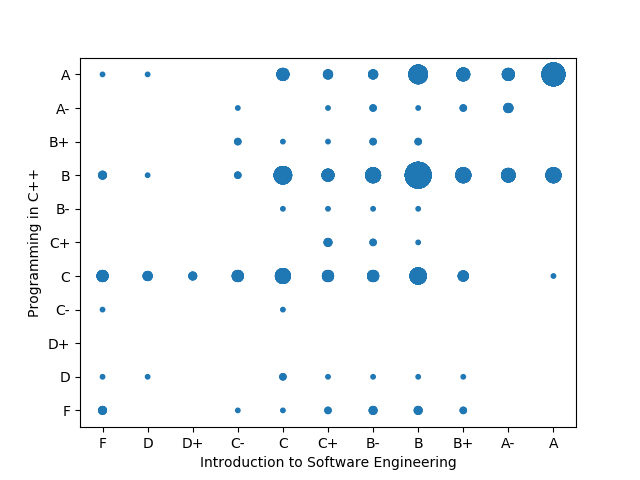 Programming in C++
A
A-
B+
B
B-
C+
C
C-
D+
D
F
F D D+ C- C C+ B- B B+ A- A
Introduction to Software Engineering